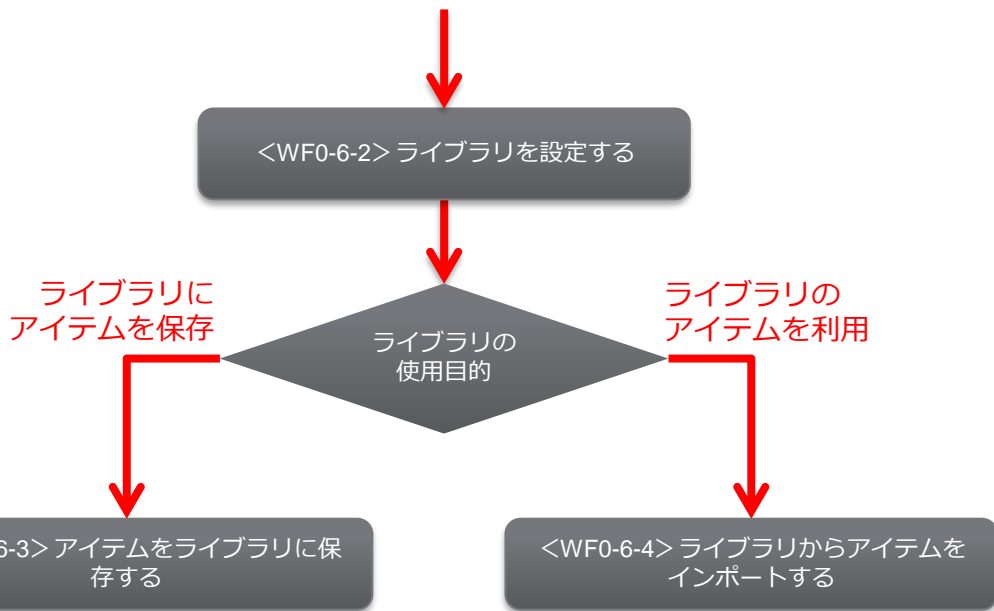 <WF0-6-2> ライブラリを設定する
ライブラリに
アイテムを保存
ライブラリの
アイテムを利用
ライブラリの
使用目的
6-3> アイテムをライブラリに保
存する
<WF0-6-4> ライブラリからアイテムを
インポートする